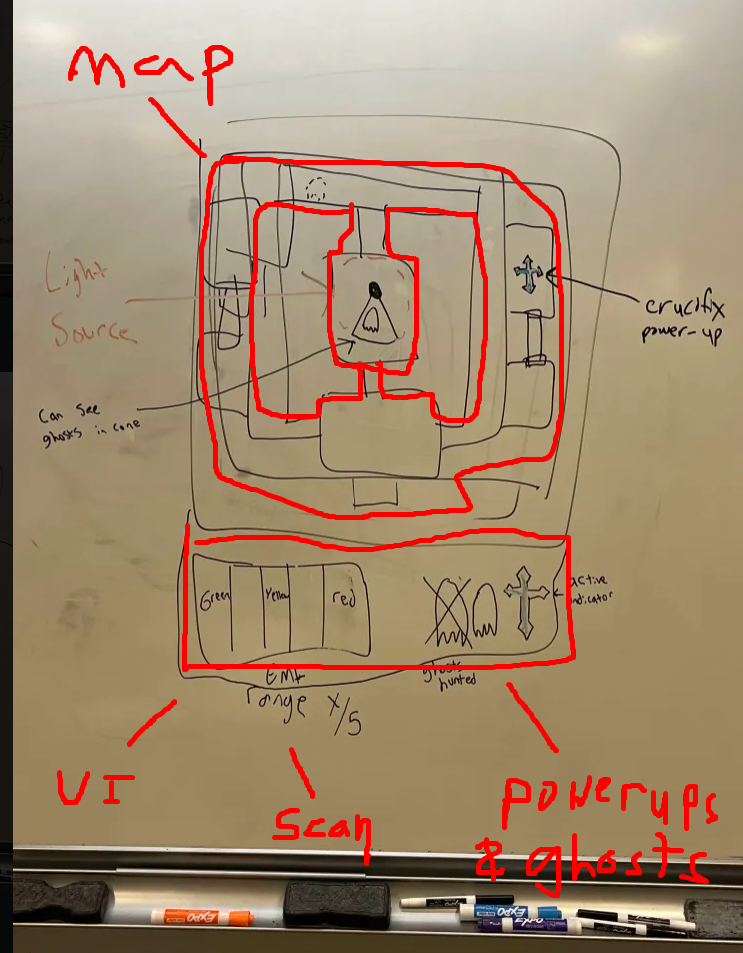 Map
Light
Source
crucifix
power-up
Can see
ghosts in cone
Green
Yellow
red
active
indicator
EMF
range x/5
ghosts
hunted
UI
Scan
powerups
& ghosts
EXPO
EXPO